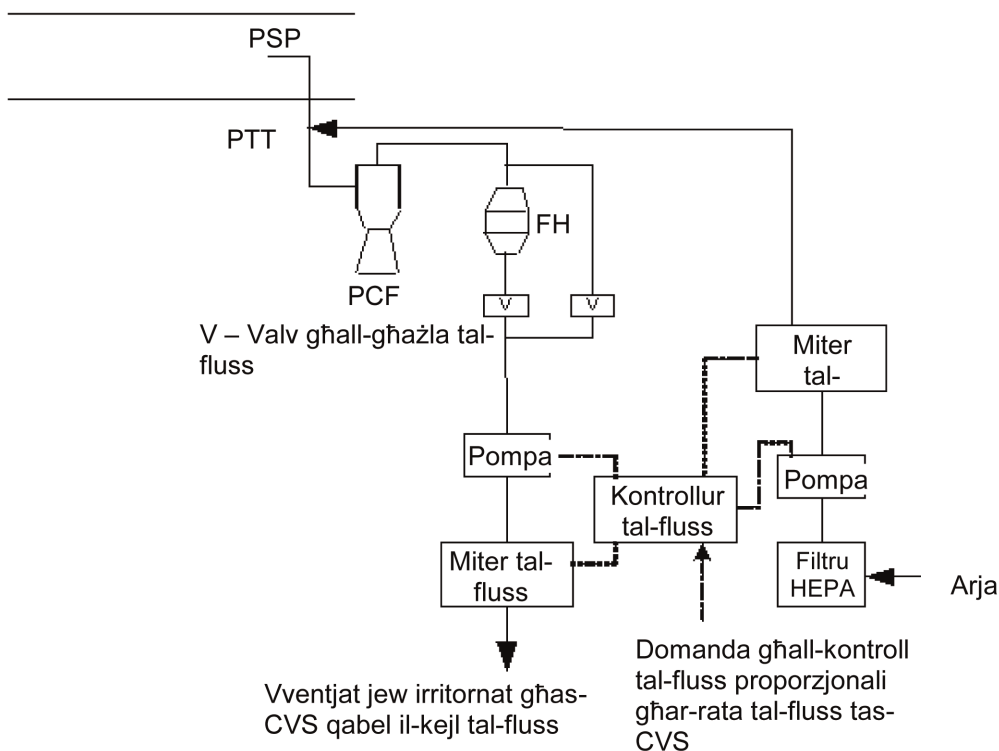 PSP
PTT
FH
PCF
V
V
V – Valv għall-għażla tal-
fluss
Miter
tal-
Pompa
Pompa
Kontrollur
tal-fluss
Miter tal-
fluss
Filtru
HEPA
Arja
Vventjat jew irritornat għas-
CVS qabel il-kejl tal-fluss
Domanda għall-kontroll
tal-fluss proporzjonali
għar-rata tal-fluss tas-
CVS